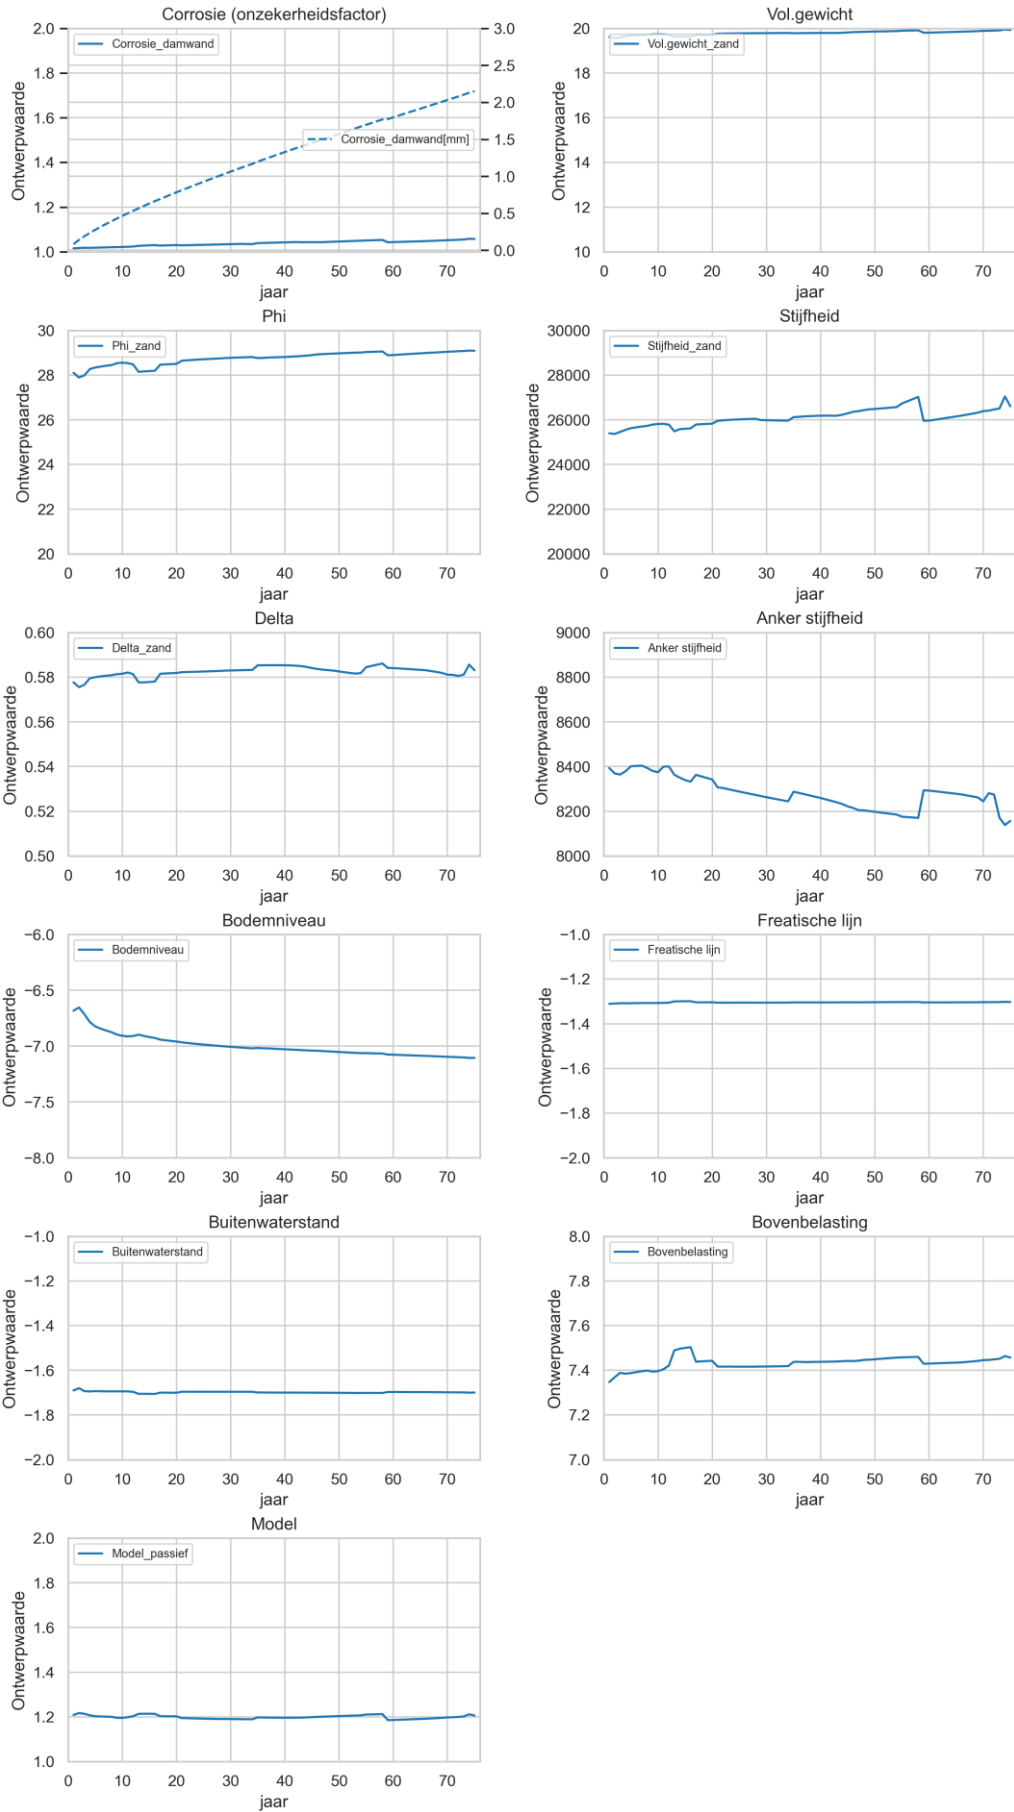 Corrosie (onzekerheidsfactor)
Corrosie_damwand
Corrosie_damwand[mm]
Ontwerpwaarde
2.0
1.8
1.6
1.4
1.2
1.0
3.0
2.5
2.0
1.5
1.0
0.5
0.0
0 10 20 30 40 50 60 70
jaar
Vol.gewicht
Vol.gewicht_zand
Ontwerpwaarde
20
18
16
14
12
10
0 10 20 30 40 50 60 70
jaar
Phi
Phi_zand
Ontwerpwaarde
30
28
26
24
22
20
0 10 20 30 40 50 60 70
jaar
Stijfheid
Stijfheid_zand
Ontwerpwaarde
30000
28000
26000
24000
22000
20000
0 10 20 30 40 50 60 70
jaar
Delta
Delta_zand
Ontwerpwaarde
0.60
0.58
0.56
0.54
0.52
0.50
0 10 20 30 40 50 60 70
jaar
Anker stijfheid
Anker stijfheid
Ontwerpwaarde
9000
8800
8600
8400
8200
8000
0 10 20 30 40 50 60 70
jaar
Bodemniveau
Bodemniveau
Ontwerpwaarde
−6.0
−6.5
−7.0
−7.5
−8.0
0 10 20 30 40 50 60 70
jaar
Freatische lijn
Freatische lijn
Ontwerpwaarde
−1.0
−1.2
−1.4
−1.6
−1.8
−2.0
0 10 20 30 40 50 60 70
jaar
Buitenwaterstand
Buitenwaterstand
Ontwerpwaarde
−1.0
−1.2
−1.4
−1.6
−1.8
−2.0
0 10 20 30 40 50 60 70
jaar
Bovenbelasting
Bovenbelasting
Ontwerpwaarde
8.0
7.8
7.6
7.4
7.2
7.0
0 10 20 30 40 50 60 70
jaar
Model
Model_passief
Ontwerpwaarde
2.0
1.8
1.6
1.4
1.2
1.0
0 10 20 30 40 50 60 70
jaar